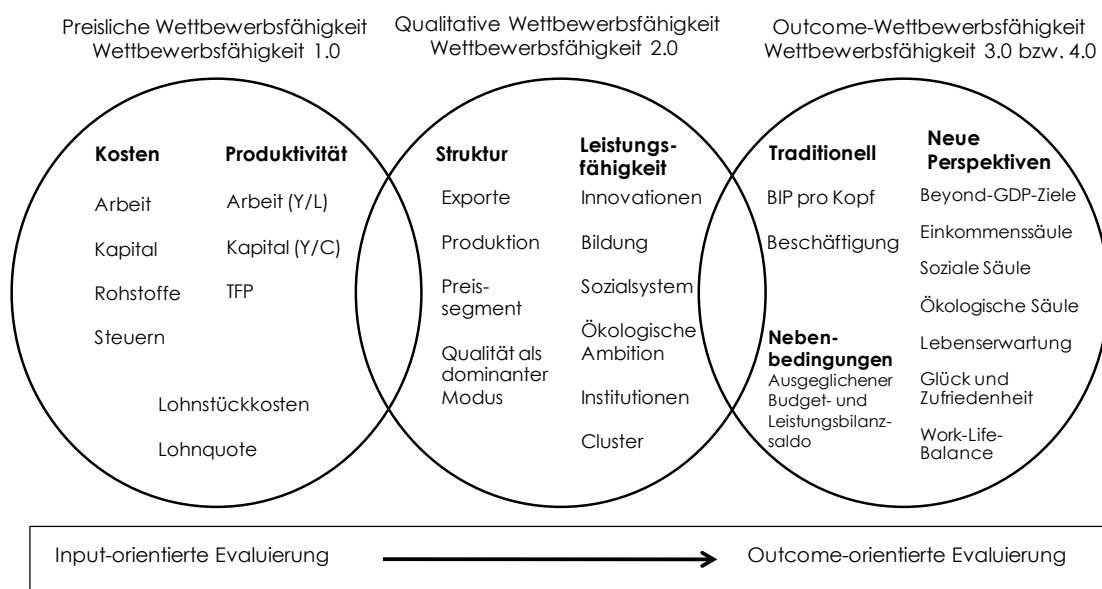 Preisliche Wettbewerbsfähigkeit
Wettbewerbsfähigkeit 1.0
Qualitative Wettbewerbsfähigkeit
Wettbewerbsfähigkeit 2.0
Outcome-Wettbewerbsfähigkeit
Wettbewerbsfähigkeit 3.0 bzw. 4.0
Kosten
Arbeit
Kapital
Rohstoffe
Steuern
Produktivität
Arbeit (Y/L)
Kapital (Y/C)
TFP
Lohnstückkosten
Lohnquote
Struktur
Exporte
Produktion
Preis-
segment
Qualität als
dominanter
Modus
Leistungs-
fähigkeit
Innovationen
Bildung
Sozialsystem
Ökologische
Ambition
Institutionen
Cluster
Traditionell
BIP pro Kopf
Beschäftigung
Neben-
bedingungen
Ausgeglichener
Budget- und
Leistungsbilanz-
saldo
Neue
Perspektiven
Beyond-GDP-Ziele
Einkommenssäule
Soziale Säule
Ökologische Säule
Lebenserwartung
Glück und
Zufriedenheit
Work-Life-
Balance
Input-orientierte Evaluierung
Outcome-orientierte Evaluierung